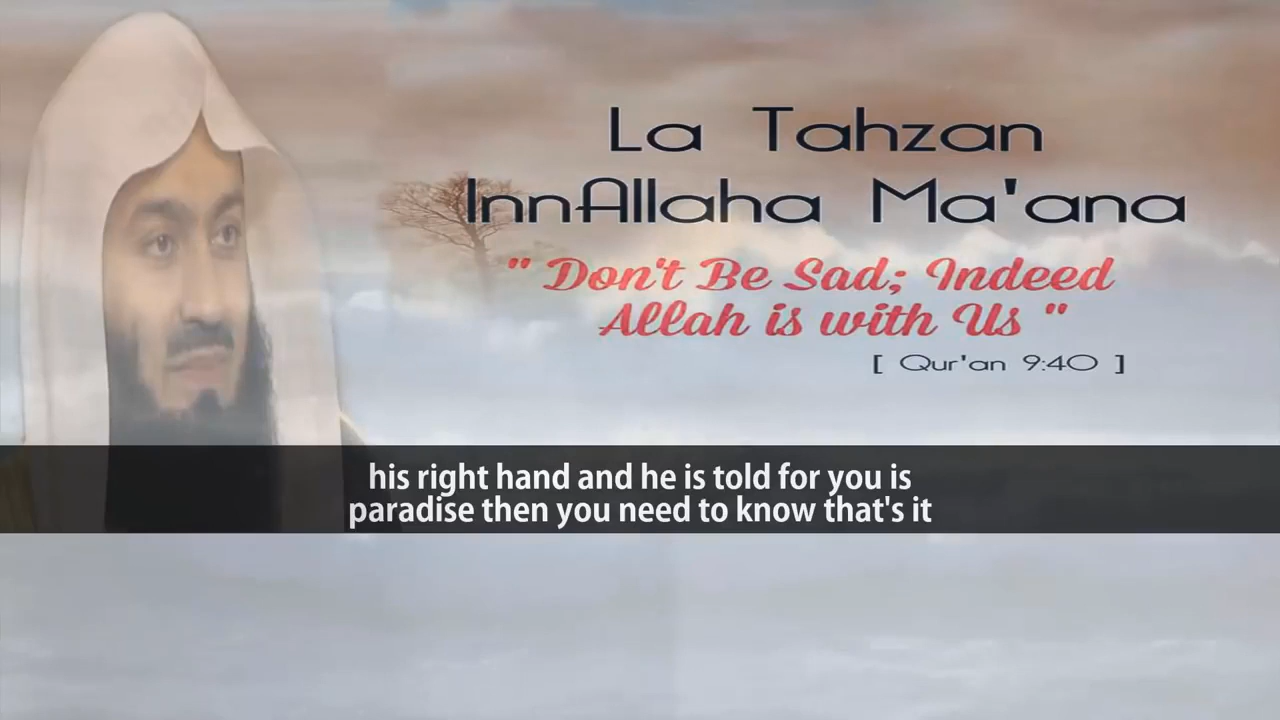 La Tahzan
InnAllaha Ma'ana
" Don't Be Sad; Indeed
Allah is with Us "
[ Qur'an 9:40 ]
his right hand and he is told for you is
paradise then you need to know that's it